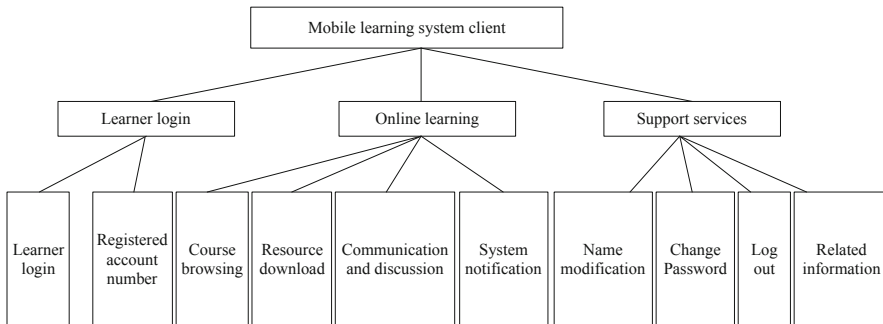 Mobile learning system client
Learner login
Online learning
Support services
Learner
login
Registered
account
number
Course
browsing
Resource
download
Communication
and discussion
System
notification
Name
modification
Change
Password
Log
out
Related
information